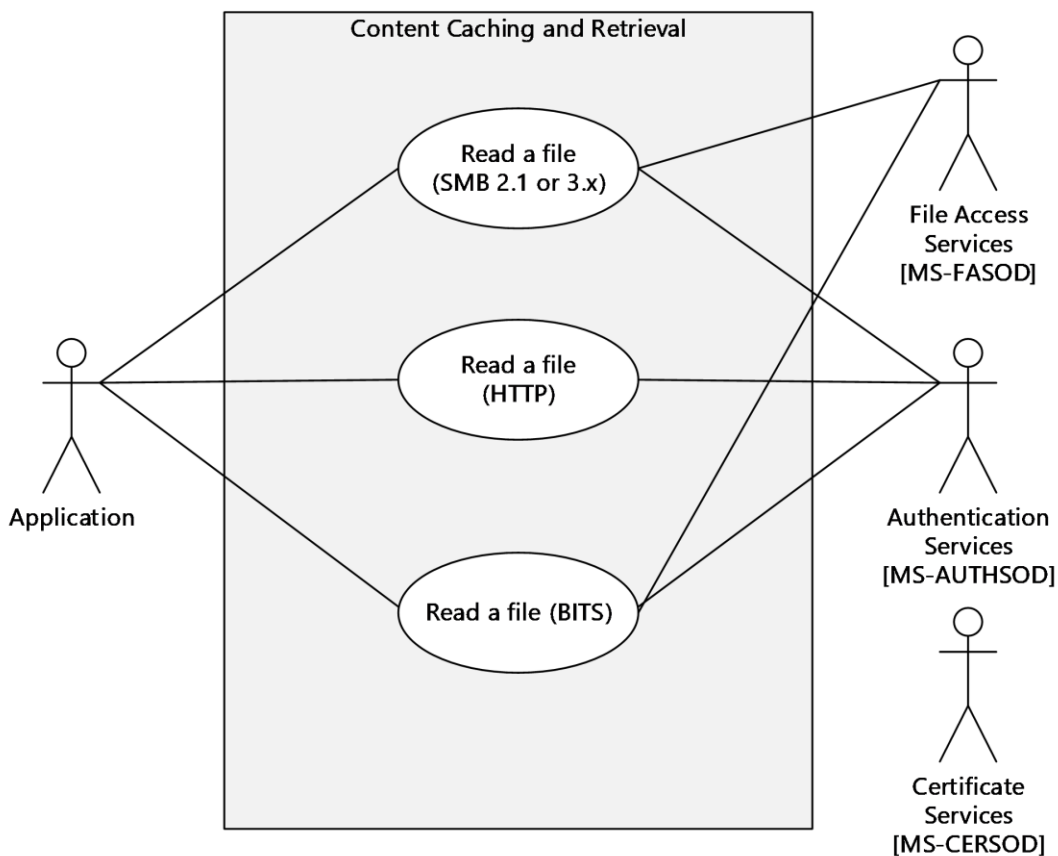 Content Caching and Retrieval
Read a file
(SMB 2.1 or 3.x)
File Access
Services
[MS-FASOD]
Read a file
(HTTP)
Application
Authentication
Services
[MS-AUTHSOD]
Read a file (BITS)
Certificate
Services
[MS-CERSOD]